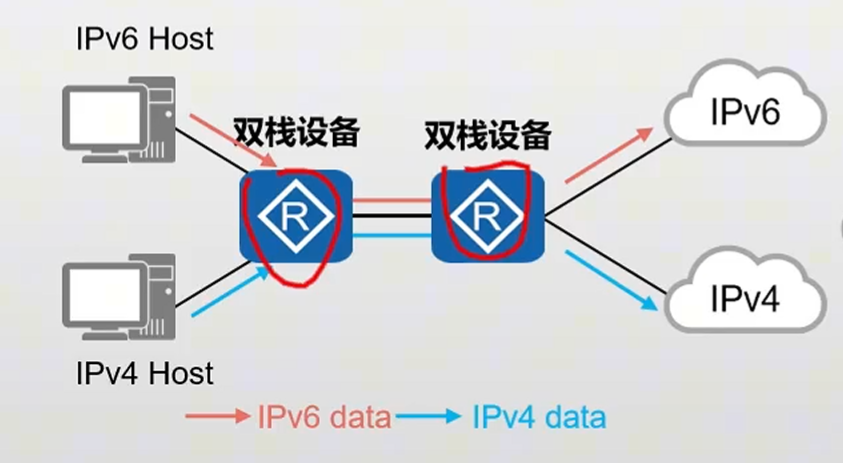 IPv6 Host
双栈设备
双栈设备
IPv6
R
R
IPv4
IPv4 Host
IPv6 data
IPv4 data